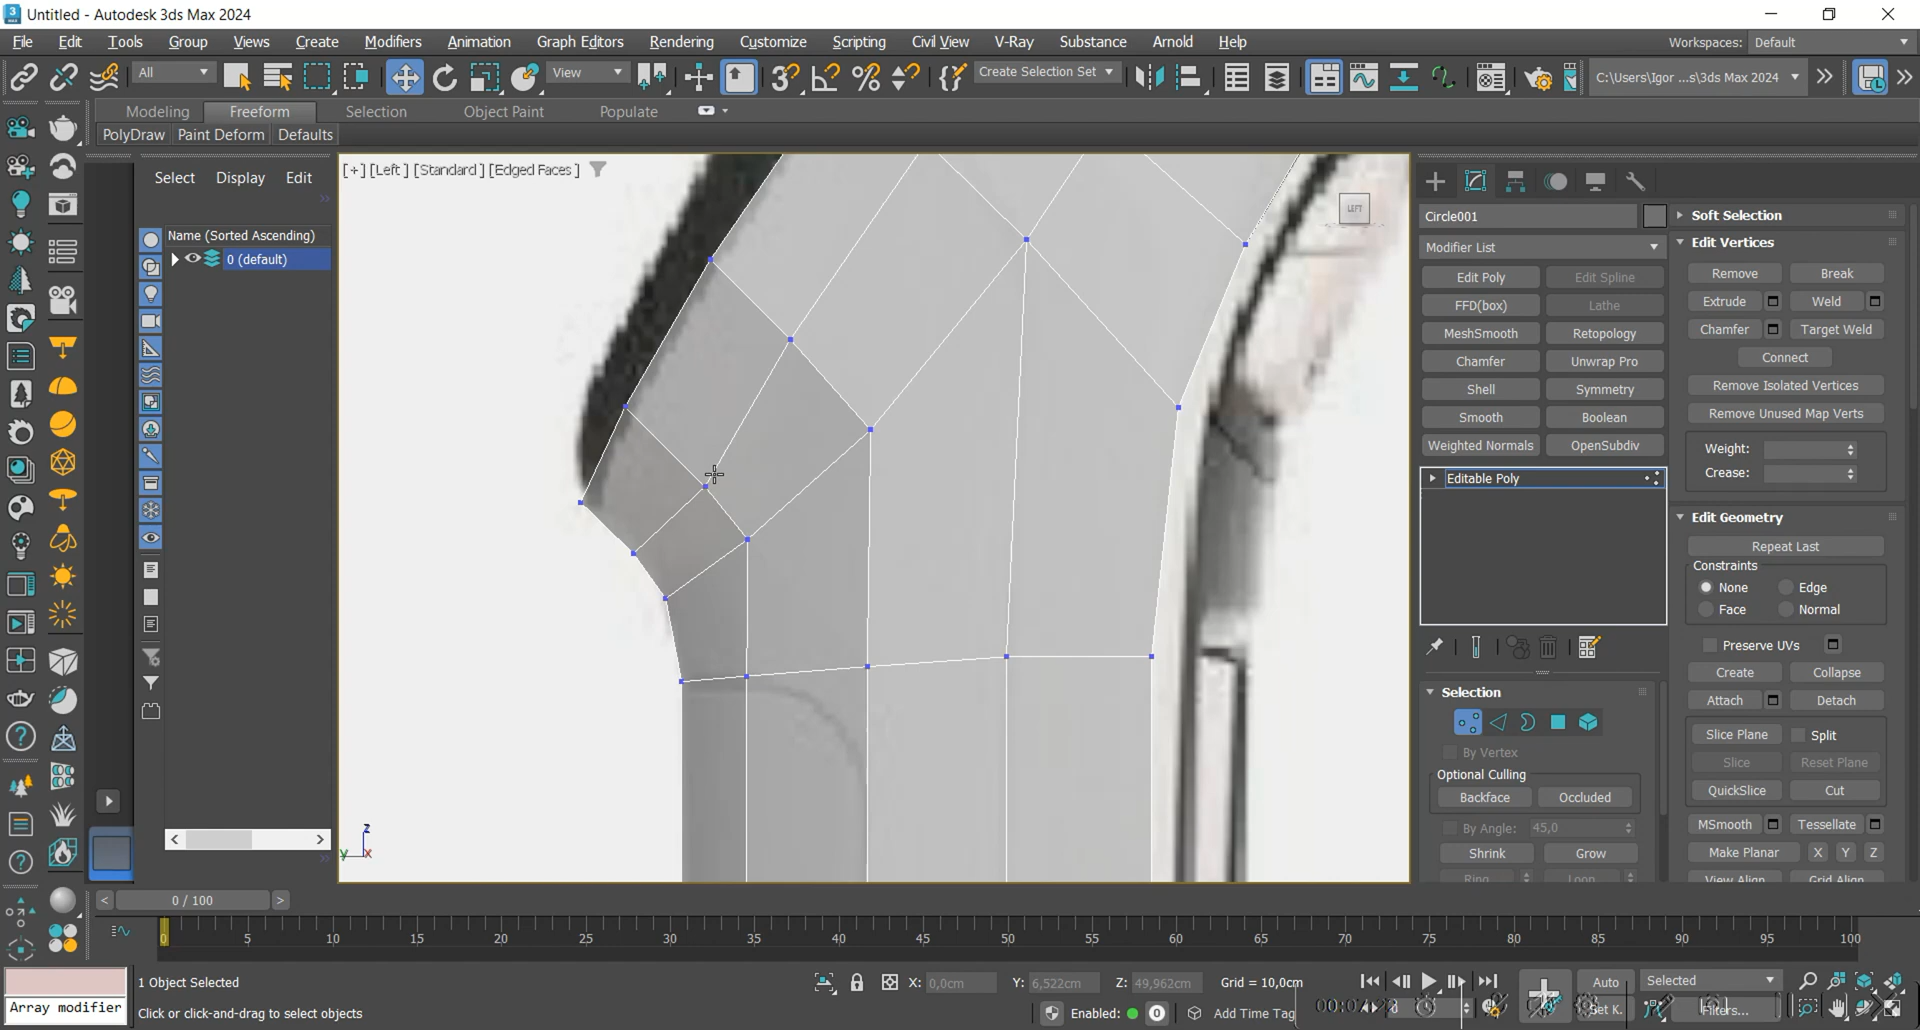 Untitled - Autodesk 3ds Max 2024
File Edit Tools Group Views Create Modifiers Animation Graph Editors Rendering Customize Scripting Civil View V-Ray Substance Arnold Help
Workspaces: Default
All
View
Create Selection Set
C:\Users\Igor ...s\3ds Max 2024
Modeling Freeform Selection Object Paint Populate
PolyDraw Paint Deform Defaults
Select Display Edit
Name (Sorted Ascending)
0 (default)
[+] [Left ] [Standard ] [Edged Faces ]
LEFT
z
y x
Circle001
Modifier List
Edit Poly Edit Spline
FFD(box) Lathe
MeshSmooth Retopology
Chamfer Unwrap Pro
Shell Symmetry
Smooth Boolean
Weighted Normals OpenSubdiv
Editable Poly
Selection
By Vertex
Optional Culling
Backface Occluded
By Angle: 45,0
Shrink Grow
Ring Loop
Soft Selection
Edit Vertices
Remove Break
Extrude Weld
Chamfer Target Weld
Connect
Remove Isolated Vertices
Remove Unused Map Verts
Weight:
Crease:
Edit Geometry
Repeat Last
Constraints
None Edge
Face Normal
Preserve UVs
Create Collapse
Attach Detach
Slice Plane Split
Slice Reset Plane
QuickSlice Cut
MSmooth Tessellate
Make Planar X Y Z
View Align Grid Align
0 / 100
0 5 10 15 20 25 30 35 40 45 50 55 60 65 70 75 80 85 90 95 100
Array modifier
1 Object Selected
Click or click-and-drag to select objects
X: 0,0cm Y: 6,522cm Z: 49,962cm Grid = 10,0cm
Enabled: 0 Add Time Tag
Auto Selected
Set K. Filters...